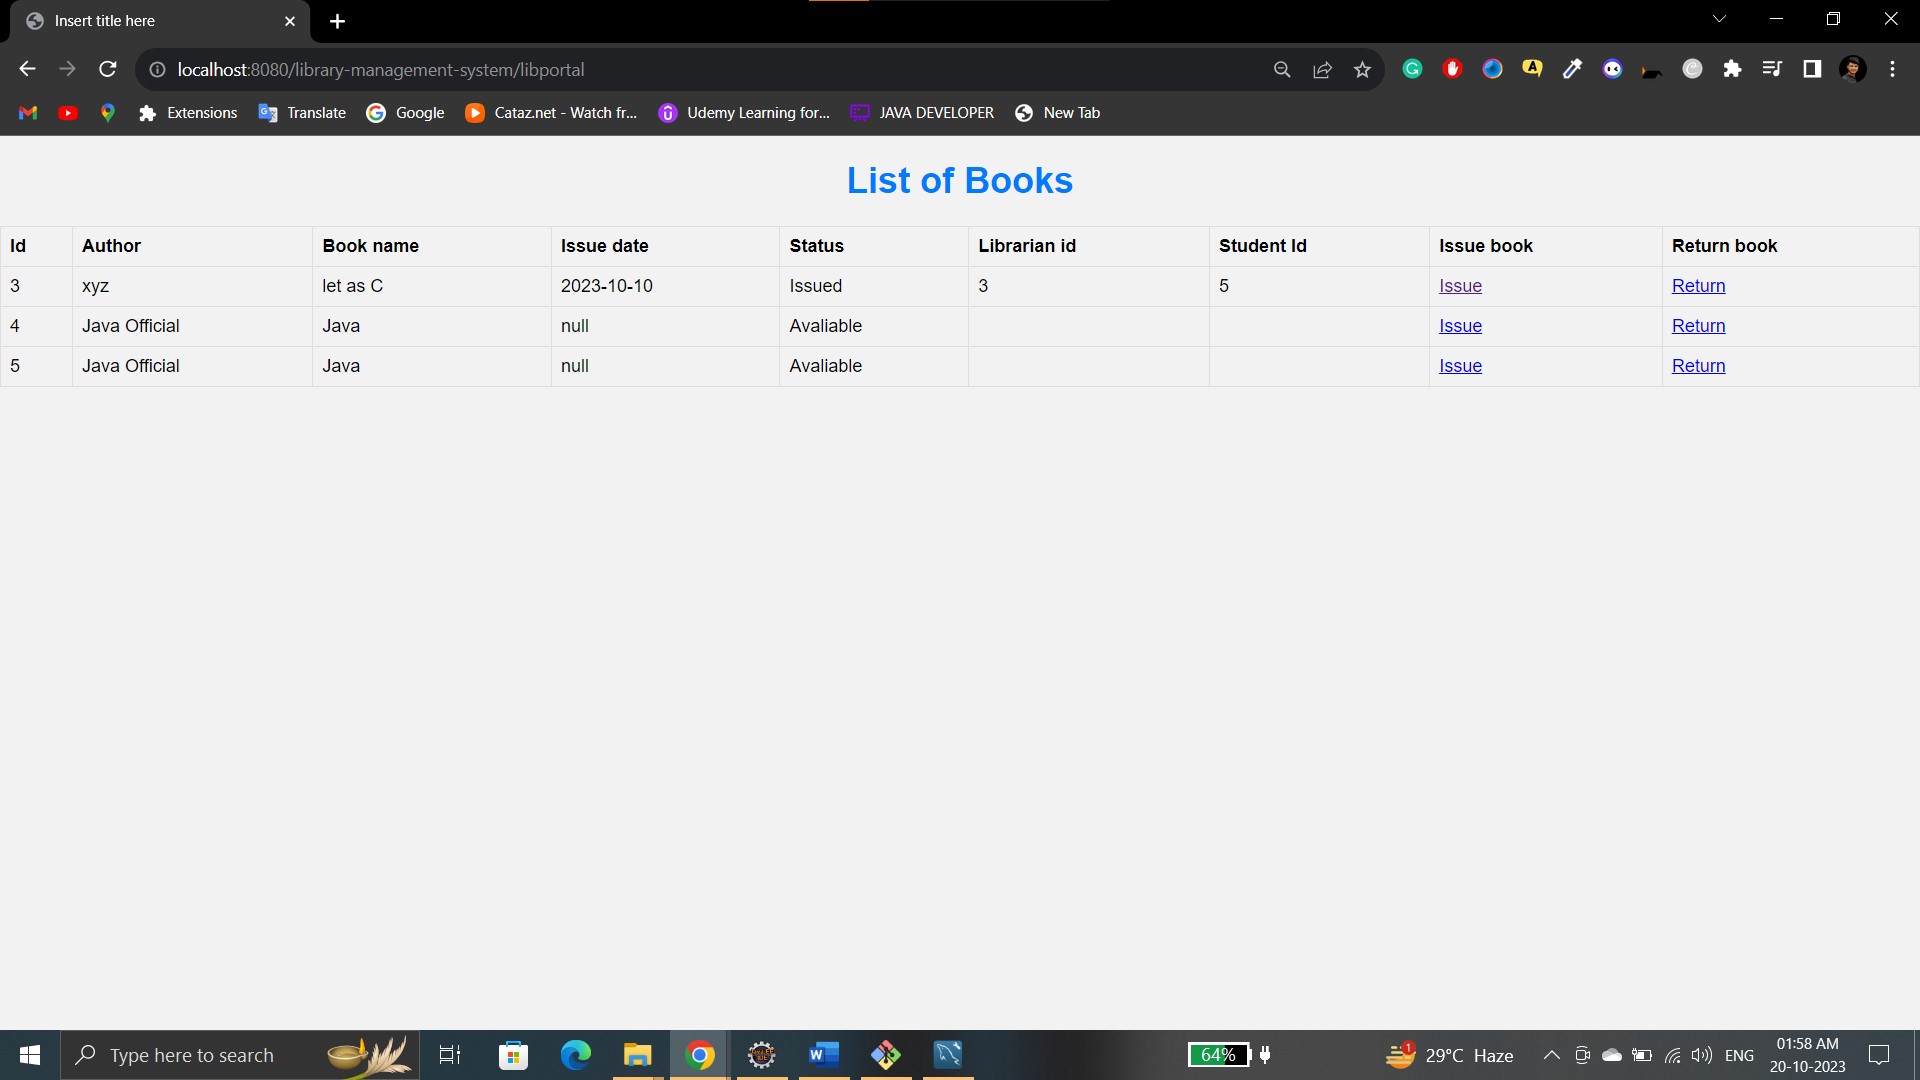 Insert title here
localhost:8080/library-management-system/libportal
Extensions Translate Google Cataz.net - Watch fr... Udemy Learning for... JAVA DEVELOPER New Tab
List of Books
Id Author Book name Issue date Status Librarian id Student Id Issue book Return book
3 xyz let as C 2023-10-10 Issued 3 5 Issue Return
4 Java Official Java null Avaliable Issue Return
5 Java Official Java null Avaliable Issue Return
Type here to search 64% 1 29°C Haze ENG 01:58 AM
20-10-2023